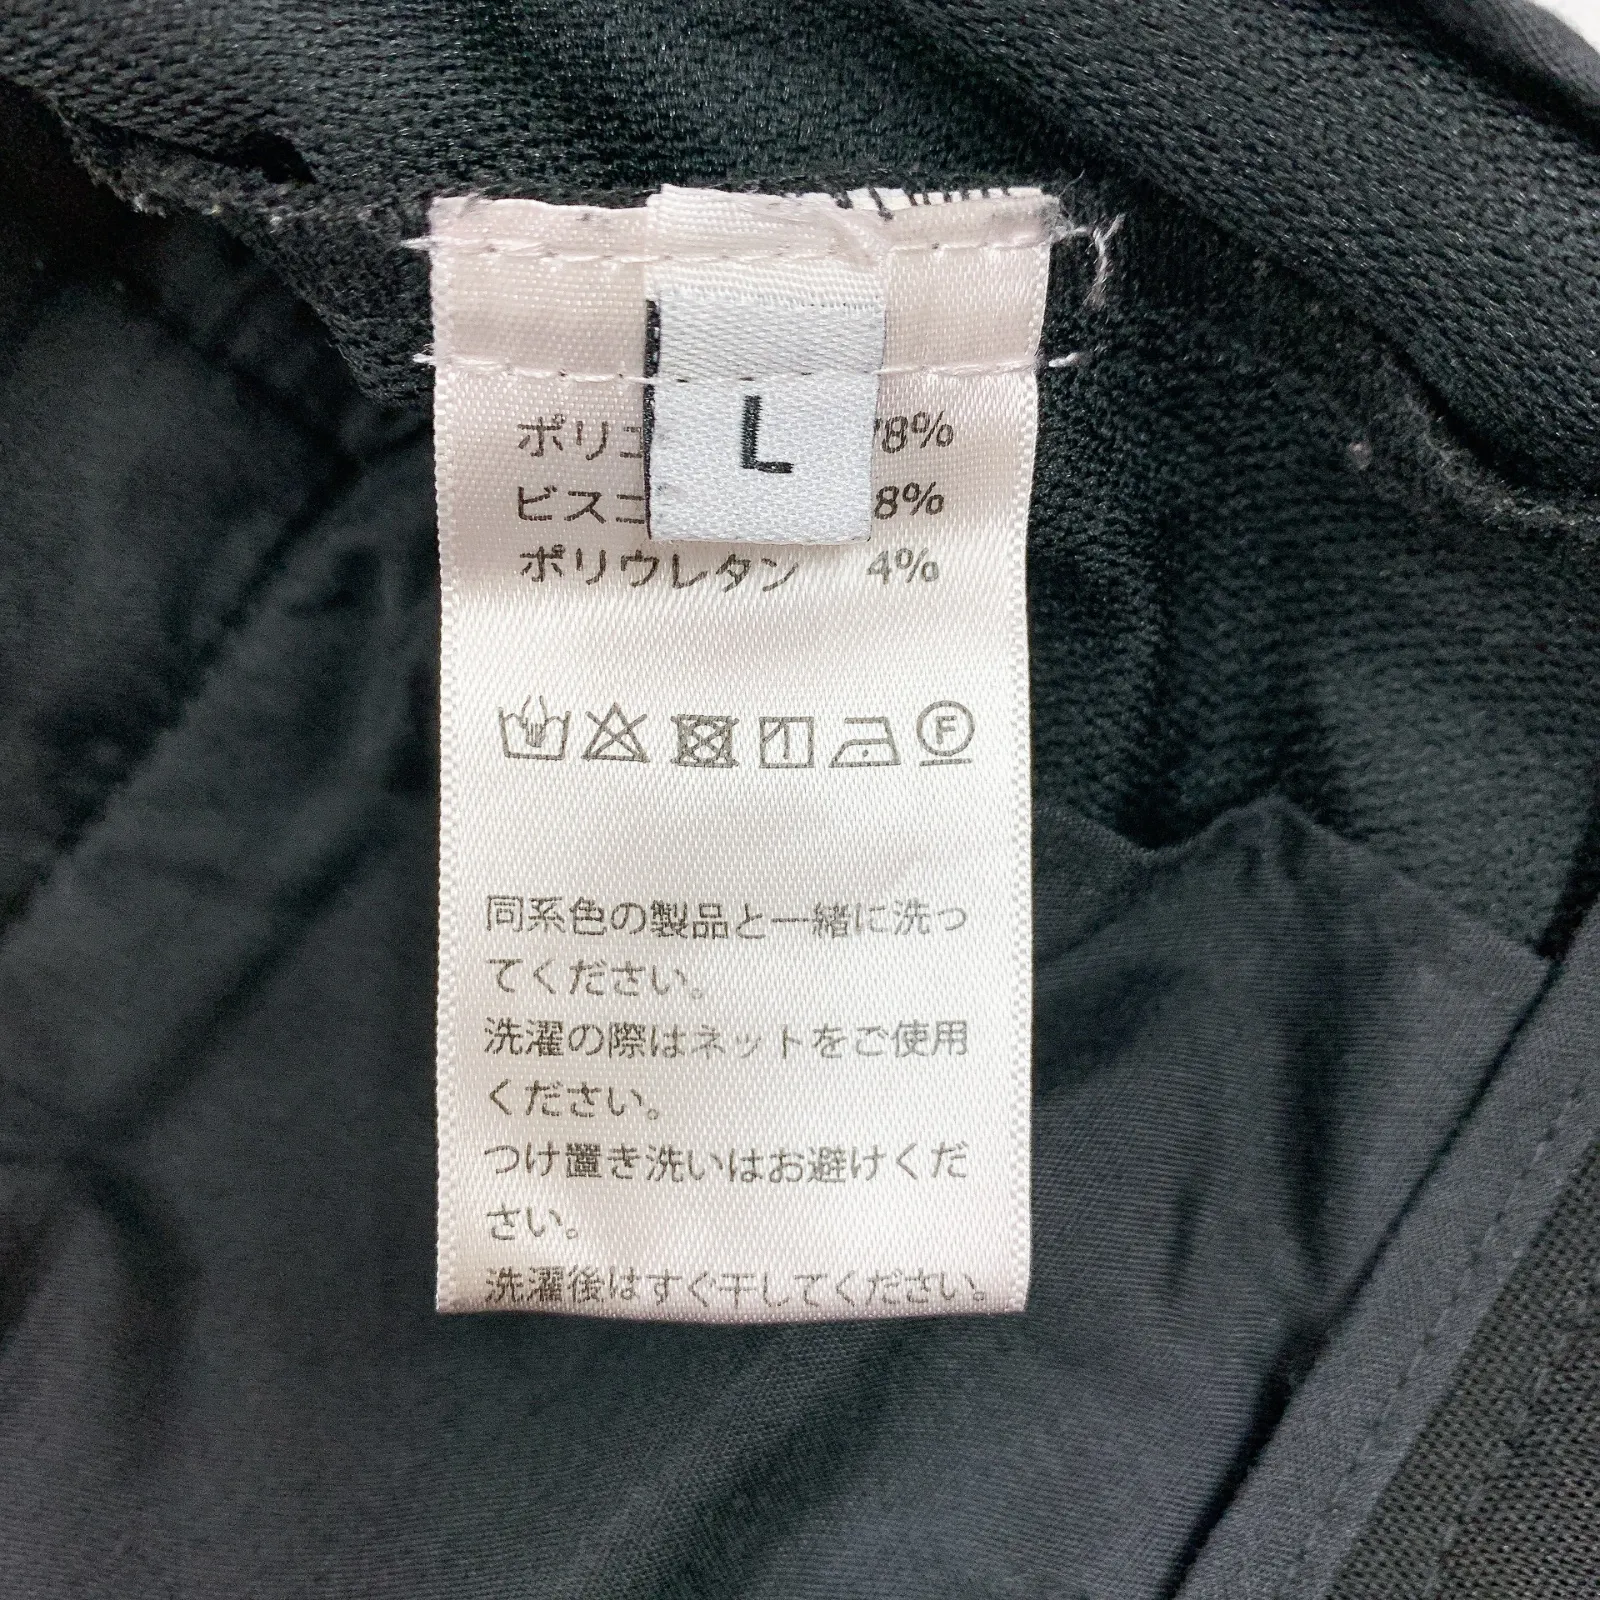 L
ポリエ 78%
ビスコ 8%
ポリウレタン 4%
F
同系色の製品と一緒に洗っ
てください。
洗濯の際はネットをご使用
ください。
つけ置き洗いはお避けくだ
さい。
洗濯後はすぐ干してください。